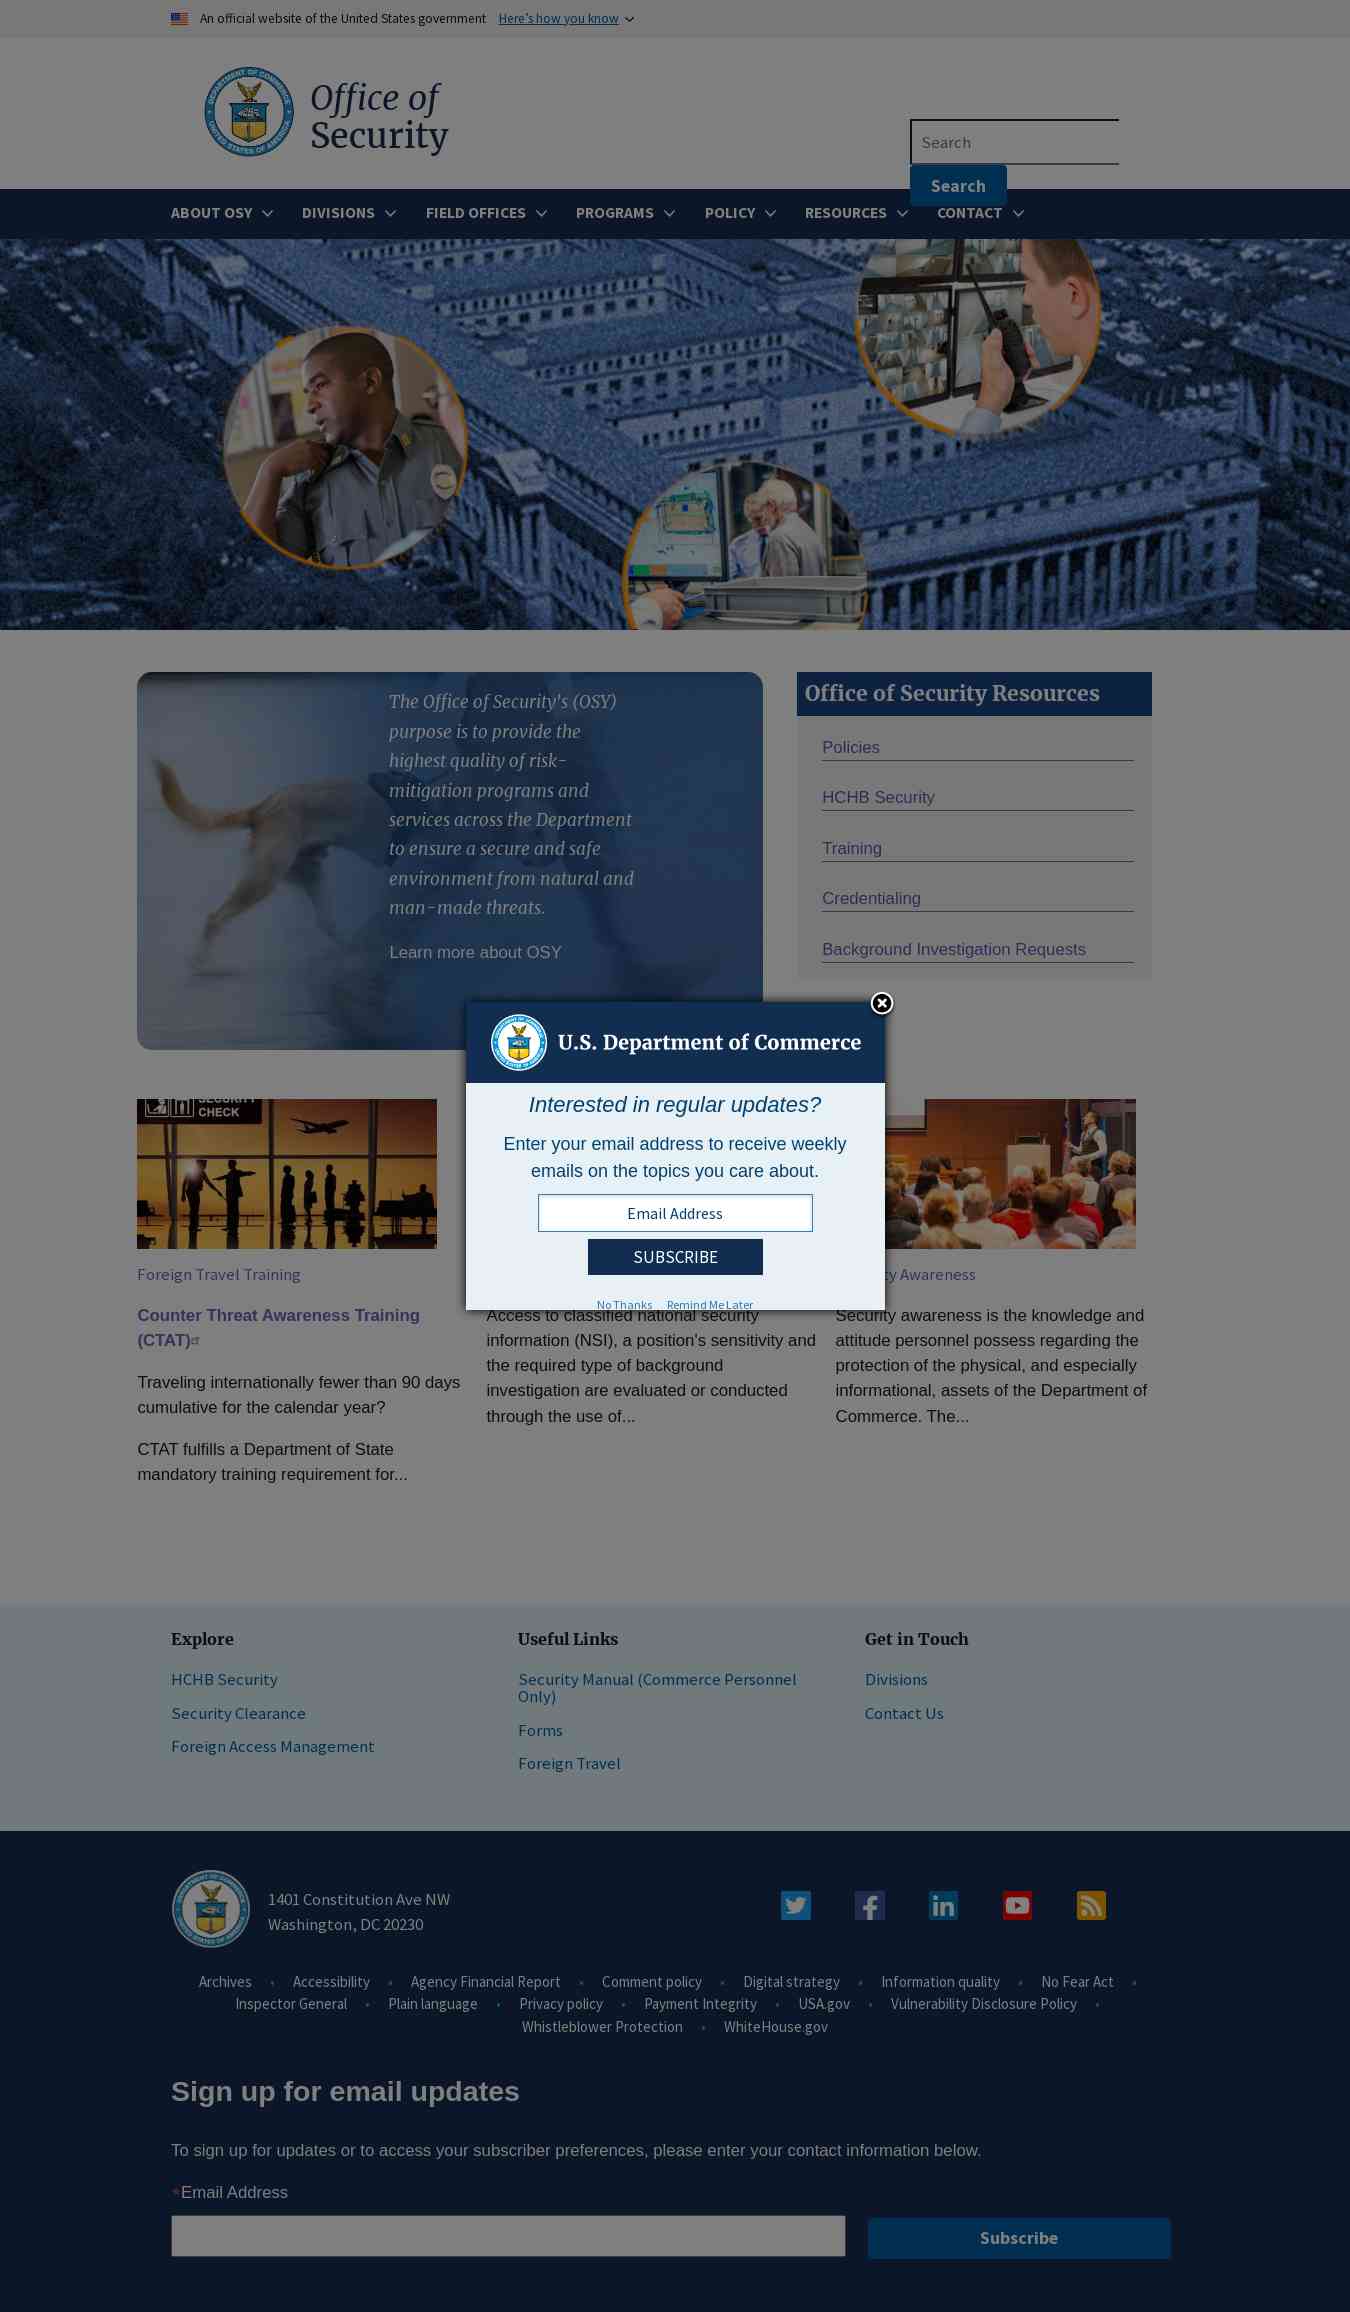 An official website of the United States government Here's how you know
Office of
Security
Search
Search
ABOUT OSY DIVISIONS FIELD OFFICES PROGRAMS POLICY RESOURCES CONTACT
The Office of Security's (OSY)
purpose is to provide the
highest quality of risk-
mitigation programs and
services across the Department
to ensure a secure and safe
environment from natural and
man-made threats.
Learn more about OSY
Office of Security Resources
Policies
HCHB Security
Training
Credentialing
Background Investigation Requests
U.S. Department of Commerce
Interested in regular updates?
Enter your email address to receive weekly
emails on the topics you care about.
Email Address
SUBSCRIBE
No Thanks Remind Me Later
SECURITY
CHECK
Foreign Travel Training
Counter Threat Awareness Training
(CTAT)
Traveling internationally fewer than 90 days
cumulative for the calendar year?
CTAT fulfills a Department of State
mandatory training requirement for...
Access to classified national security
information (NSI), a position's sensitivity and
the required type of background
investigation are evaluated or conducted
through the use of...
Awareness
Security awareness is the knowledge and
attitude personnel possess regarding the
protection of the physical, and especially
informational, assets of the Department of
Commerce. The...
Explore
HCHB Security
Security Clearance
Foreign Access Management
Useful Links
Security Manual (Commerce Personnel
Only)
Forms
Foreign Travel
Get in Touch
Divisions
Contact Us
1401 Constitution Ave NW
Washington, DC 20230
Archives Accessibility Agency Financial Report Comment policy Digital strategy Information quality No Fear Act
Inspector General Plain language Privacy policy Payment Integrity USA.gov Vulnerability Disclosure Policy
Whistleblower Protection WhiteHouse.gov
Sign up for email updates
To sign up for updates or to access your subscriber preferences, please enter your contact information below.
*Email Address
Subscribe